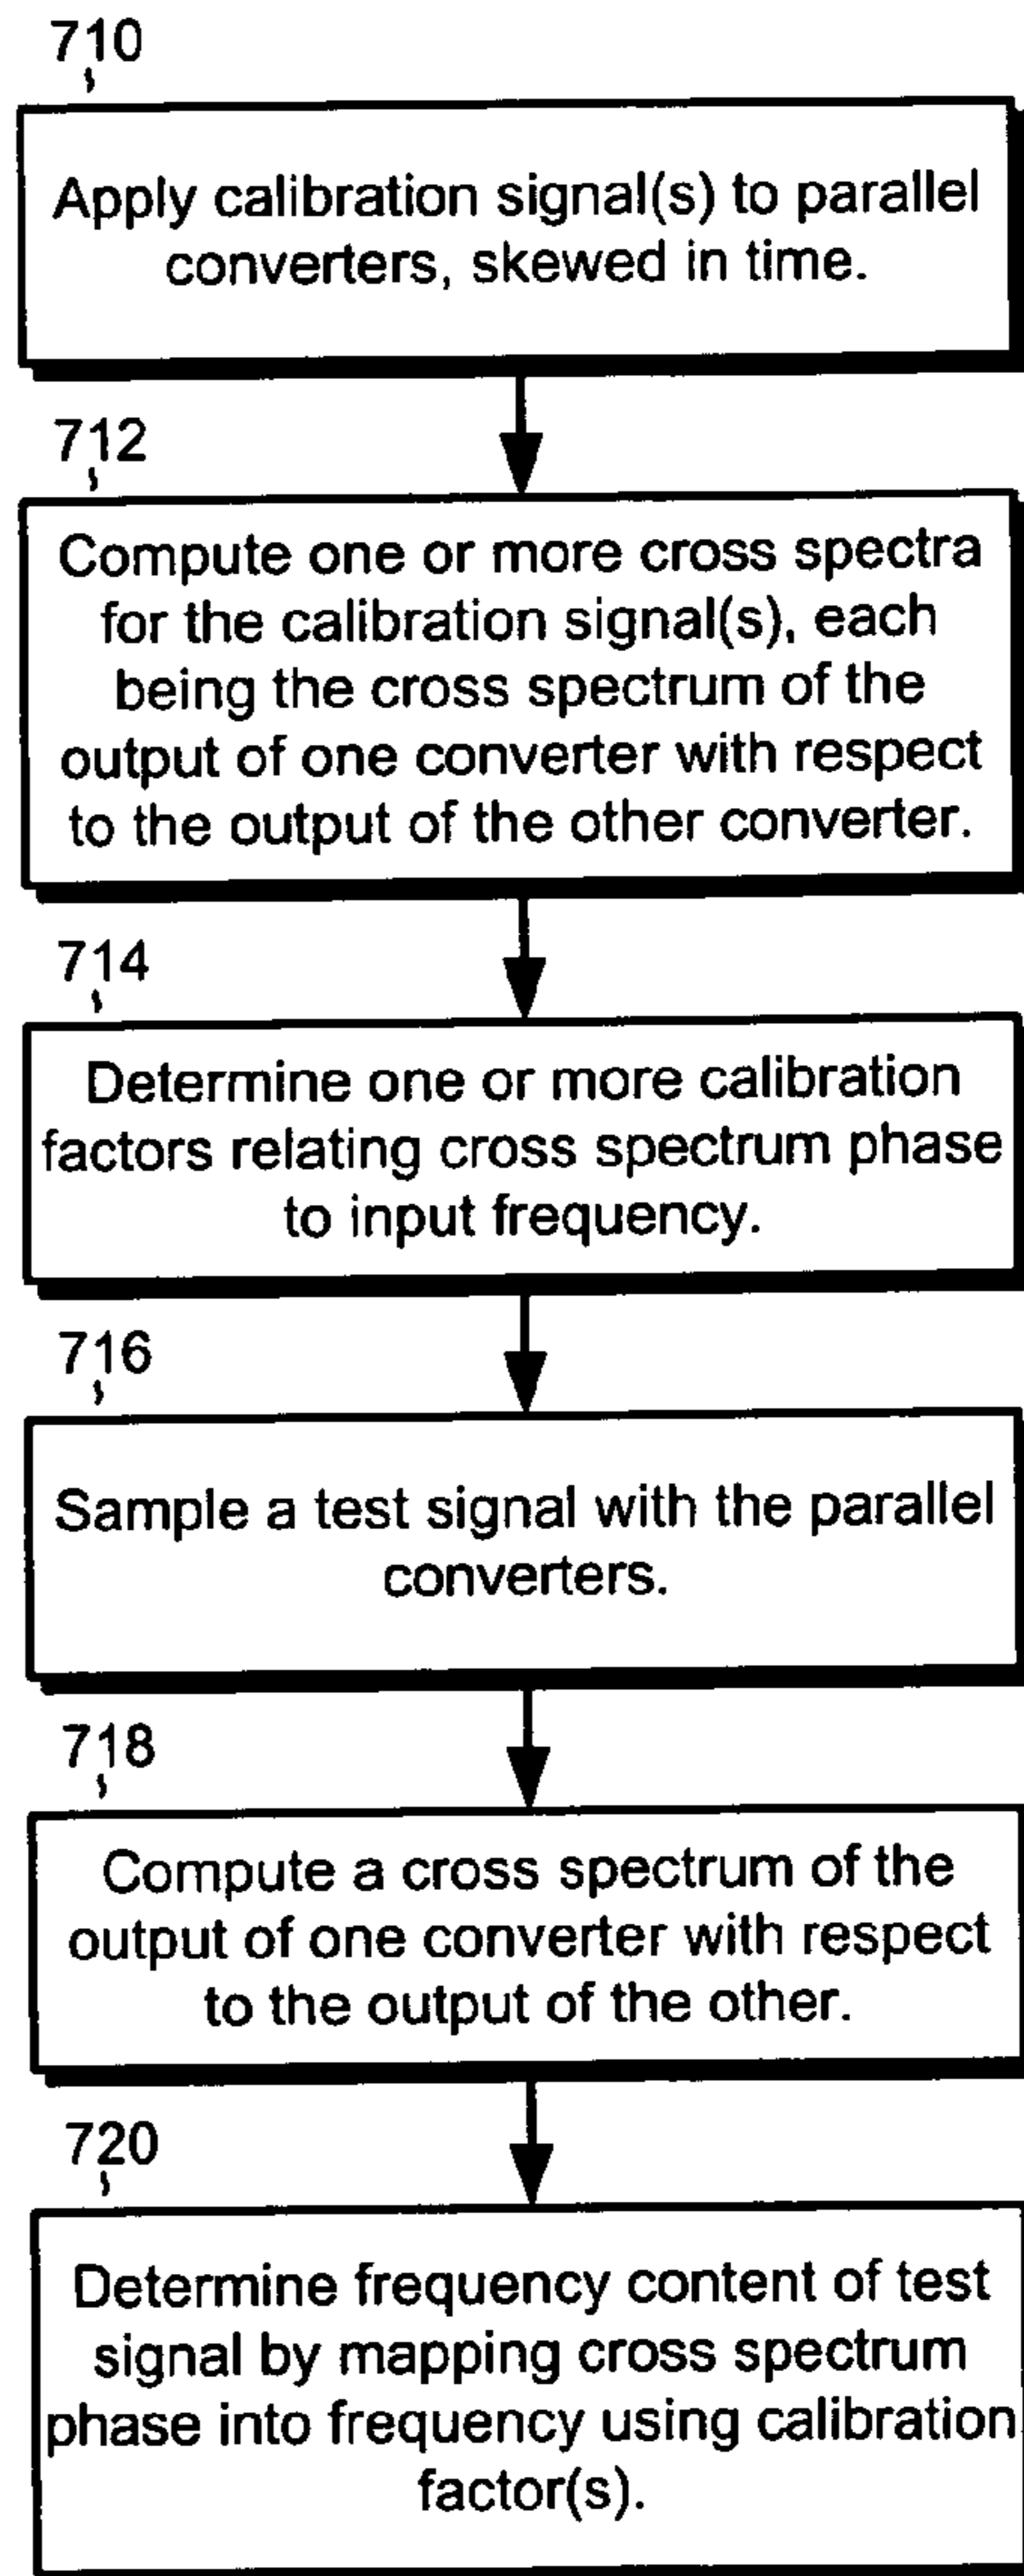 710
Apply calibration signal(s) to parallel
converters, skewed in time.
712
Compute one or more cross spectra
for the calibration signal(s), each
being the cross spectrum of the
output of one converter with respect
to the output of the other converter.
714
Determine one or more calibration
factors relating cross spectrum phase
to input frequency.
716
Sample a test signal with the parallel
converters.
718
Compute a cross spectrum of the
output of one converter with respect
to the output of the other.
720
Determine frequency content of test
signal by mapping cross spectrum
phase into frequency using calibration
factor(s).